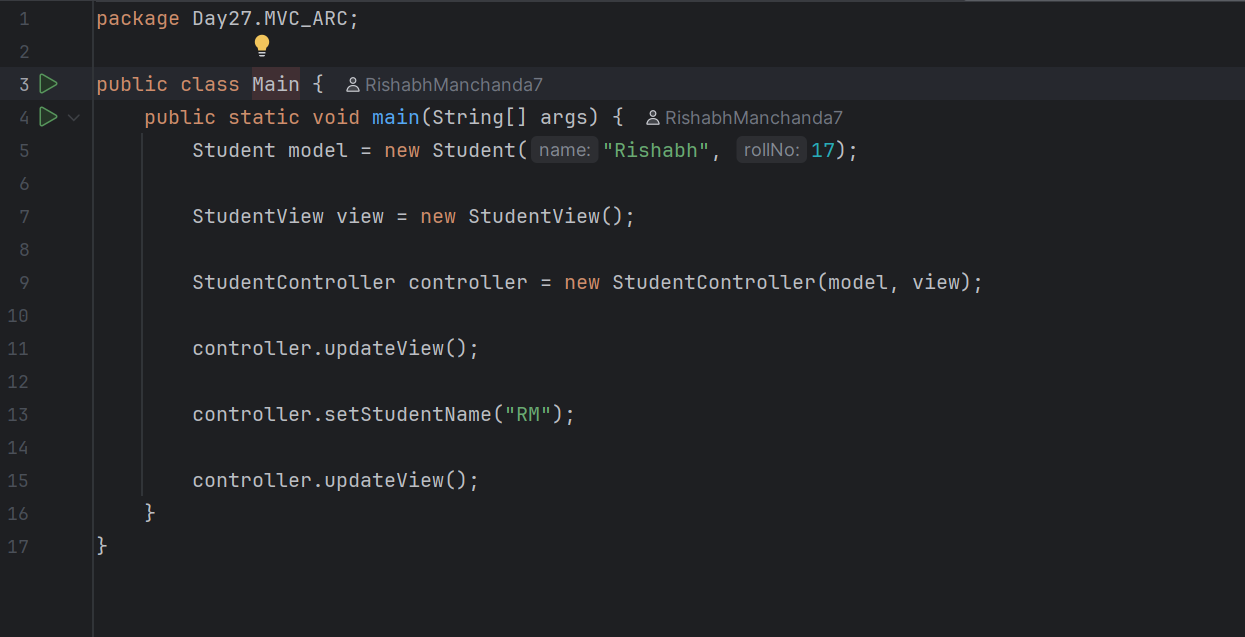 1 package Day27.MVC_ARC;
2
3 public class Main { RishabhManchanda7
4 public static void main(String[] args) { RishabhManchanda7
5 Student model = new Student( name: "Rishabh", rollNo: 17);
6
7 StudentView view = new StudentView();
8
9 StudentController controller = new StudentController(model, view);
10
11 controller.updateView();
12
13 controller.setStudentName("RM");
14
15 controller.updateView();
16 }
17 }